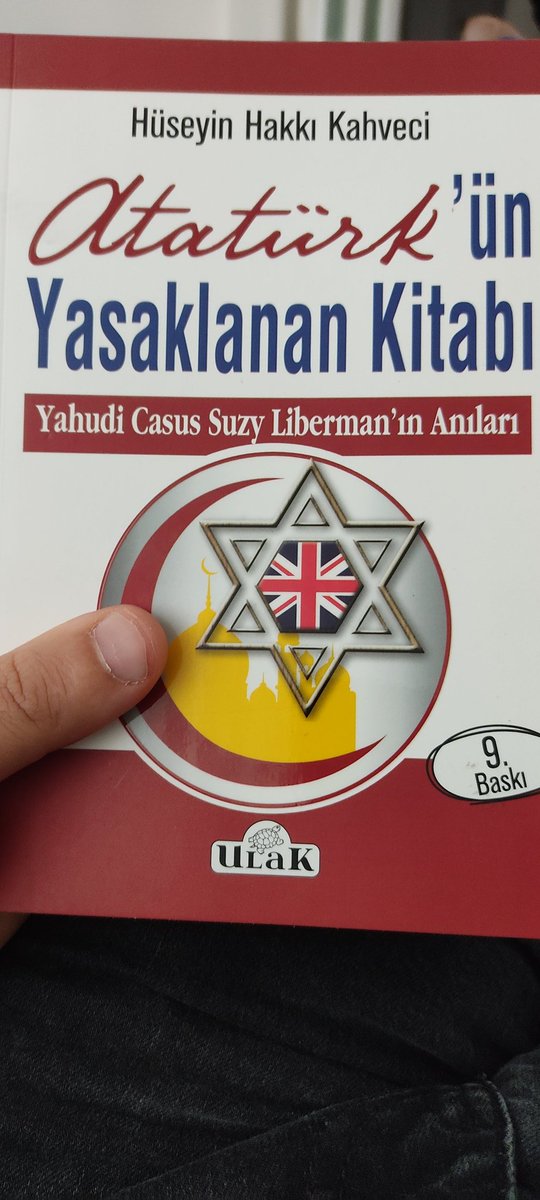 Hüseyin Hakkı Kahveci
Atatürk'ün
Yasaklanan Kitabı
Yahudi Casus Suzy Liberman'ın Anıları
9.
Baskı
ULaK